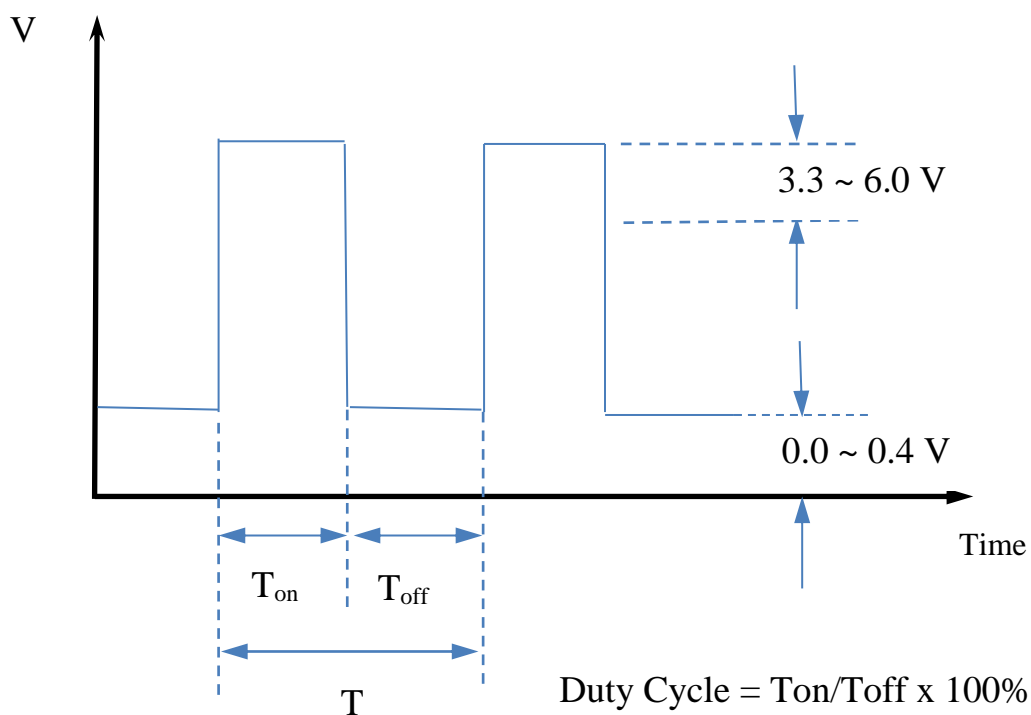 V
3.3 ~ 6.0 V
0.0 ~ 0.4 V
Time
Ton Toff
T
Duty Cycle = Ton/Toff x 100%